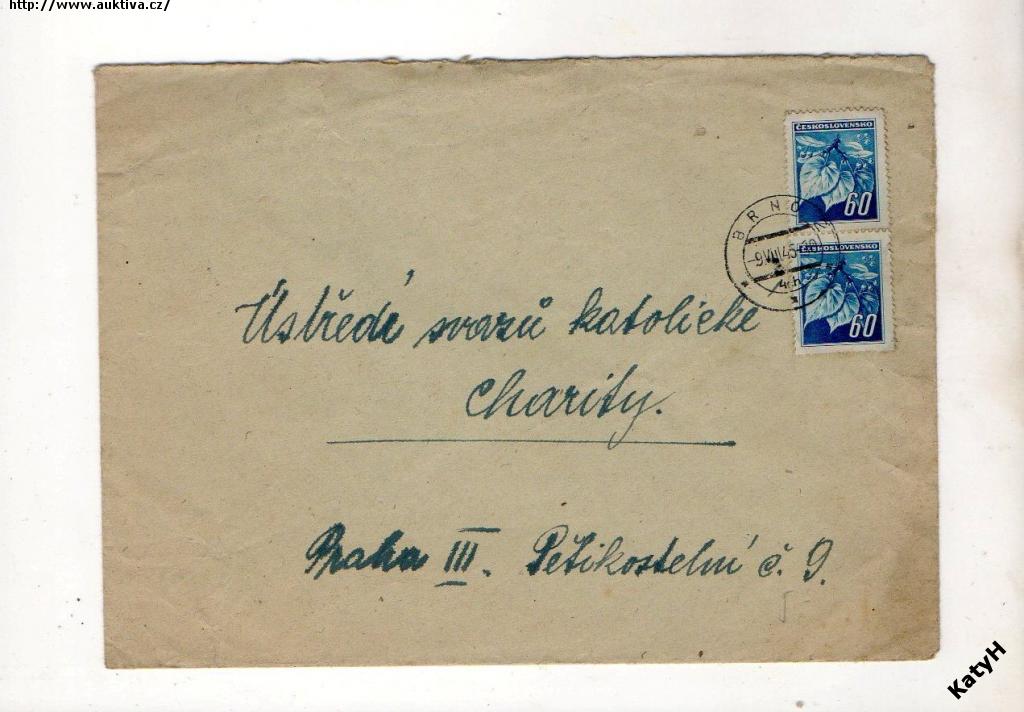 http://www.auktiva.cz/
ČESKOSLOVENSKO
60
BRNO
ČESKOSLOVENSKO
60
Ústředí svazů katolické
Charity.
Praha III. Pětikostelní č. 9.
KatyH